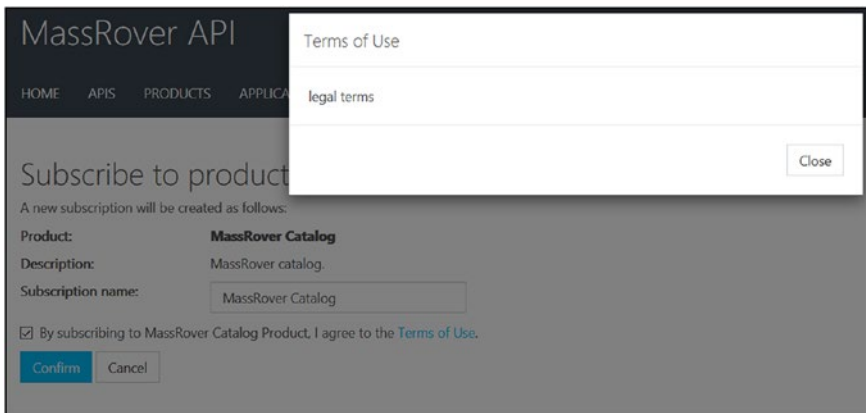 MassRover API
Terms of Use
HOME APIS PRODUCTS APPLICA
legal terms
Close
Subscribe to product
A new subscription will be created as follows:
Product: MassRover Catalog
Description: MassRover catalog.
Subscription name: MassRover Catalog
By subscribing to MassRover Catalog Product, I agree to the Terms of Use.
Confirm Cancel